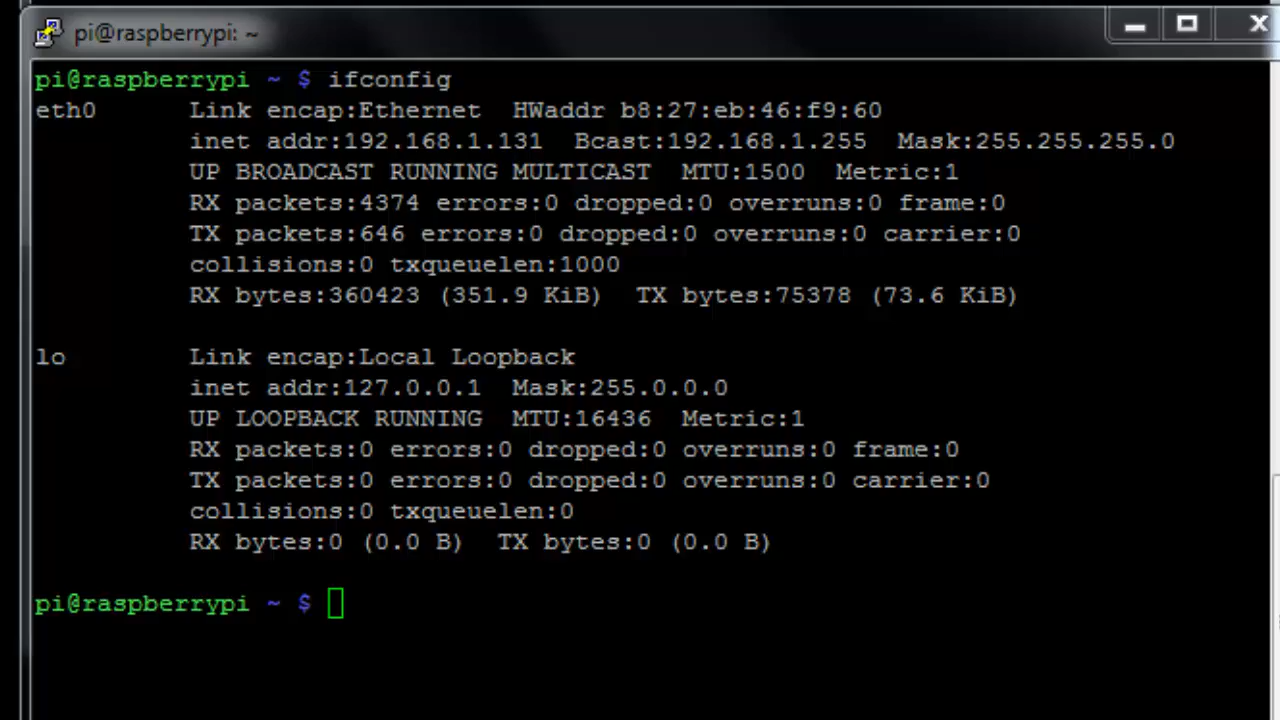 pi@raspberrypi: ~
pi@raspberrypi ~ $ ifconfig
eth0 Link encap:Ethernet HWaddr b8:27:eb:46:f9:60
inet addr:192.168.1.131 Bcast:192.168.1.255 Mask:255.255.255.0
UP BROADCAST RUNNING MULTICAST MTU:1500 Metric:1
RX packets:4374 errors:0 dropped:0 overruns:0 frame:0
TX packets:646 errors:0 dropped:0 overruns:0 carrier:0
collisions:0 txqueuelen:1000
RX bytes:360423 (351.9 KiB) TX bytes:75378 (73.6 KiB)
lo Link encap:Local Loopback
inet addr:127.0.0.1 Mask:255.0.0.0
UP LOOPBACK RUNNING MTU:16436 Metric:1
RX packets:0 errors:0 dropped:0 overruns:0 frame:0
TX packets:0 errors:0 dropped:0 overruns:0 carrier:0
collisions:0 txqueuelen:0
RX bytes:0 (0.0 B) TX bytes:0 (0.0 B)
pi@raspberrypi ~ $